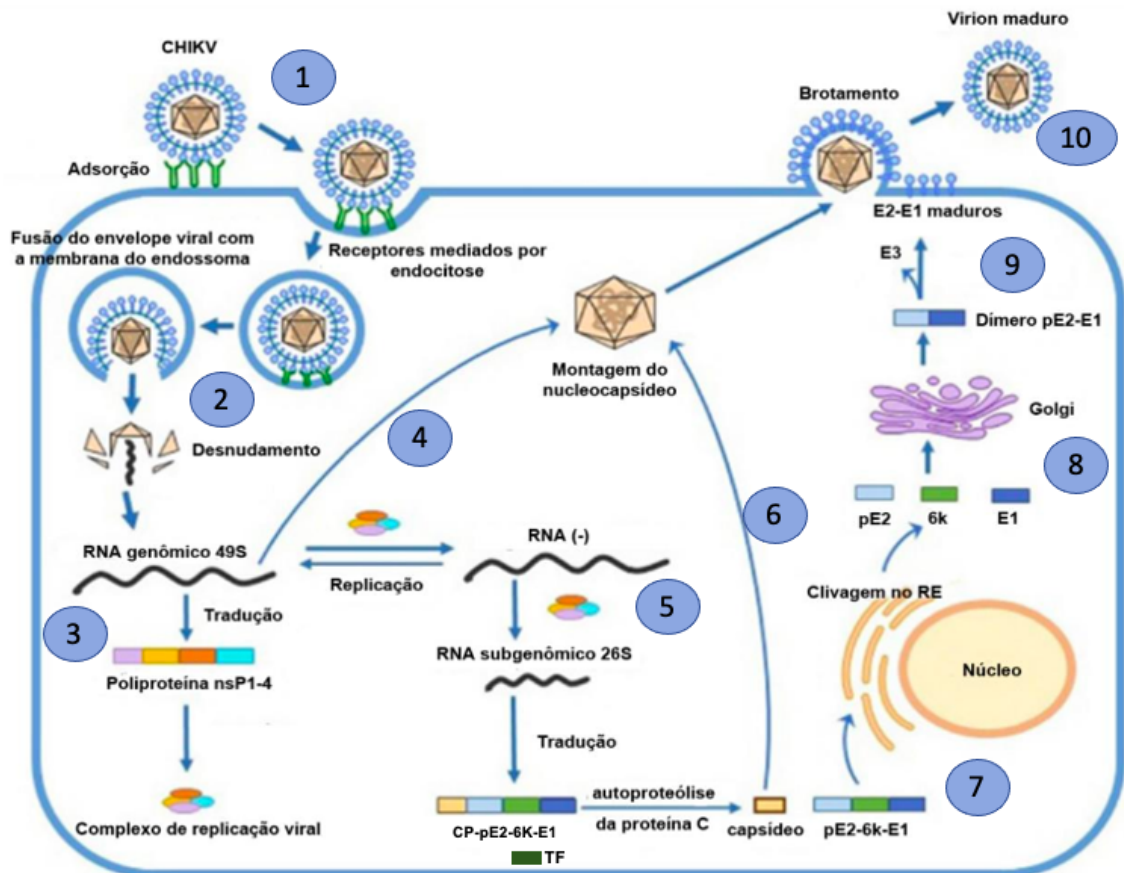 CHIKV
1
Adsorção
Receptores mediados por
endocitose
Fusão do envelope viral com
a membrana do endossoma
2
Desnudamento
RNA genômico 49S
3
Tradução
Poliproteína nsP1-4
Complexo de replicação viral
4
Replicação
RNA (-)
5
RNA subgenômico 26S
Tradução
CP-pE2-6K-E1
TF
autoproteólise
da proteína C
capsídeo
6
Montagem do
nucleocapsídeo
pE2-6k-E1
7
Núcleo
Clivagem no RE
pE2
6k
E1
8
Golgi
Dímero pE2-E1
9
E3
E2-E1 maduros
Brotamento
Virion maduro
10